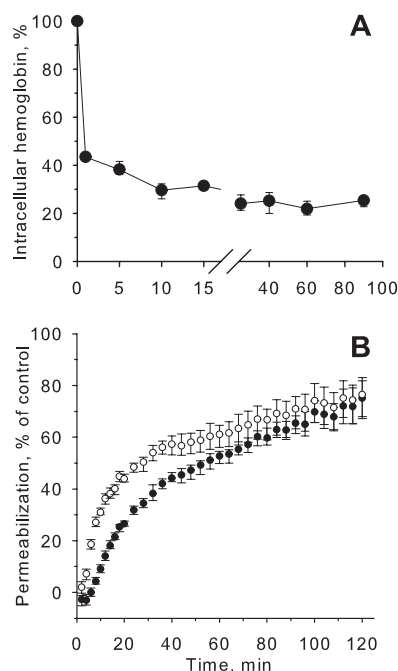 A
Intracellular hemoglobin, %
100
80
60
40
20
0
0 5 10 15 40 60 80 100
B
Permeabilization, % of control
100
80
60
40
20
0
0 20 40 60 80 100 120
Time, min